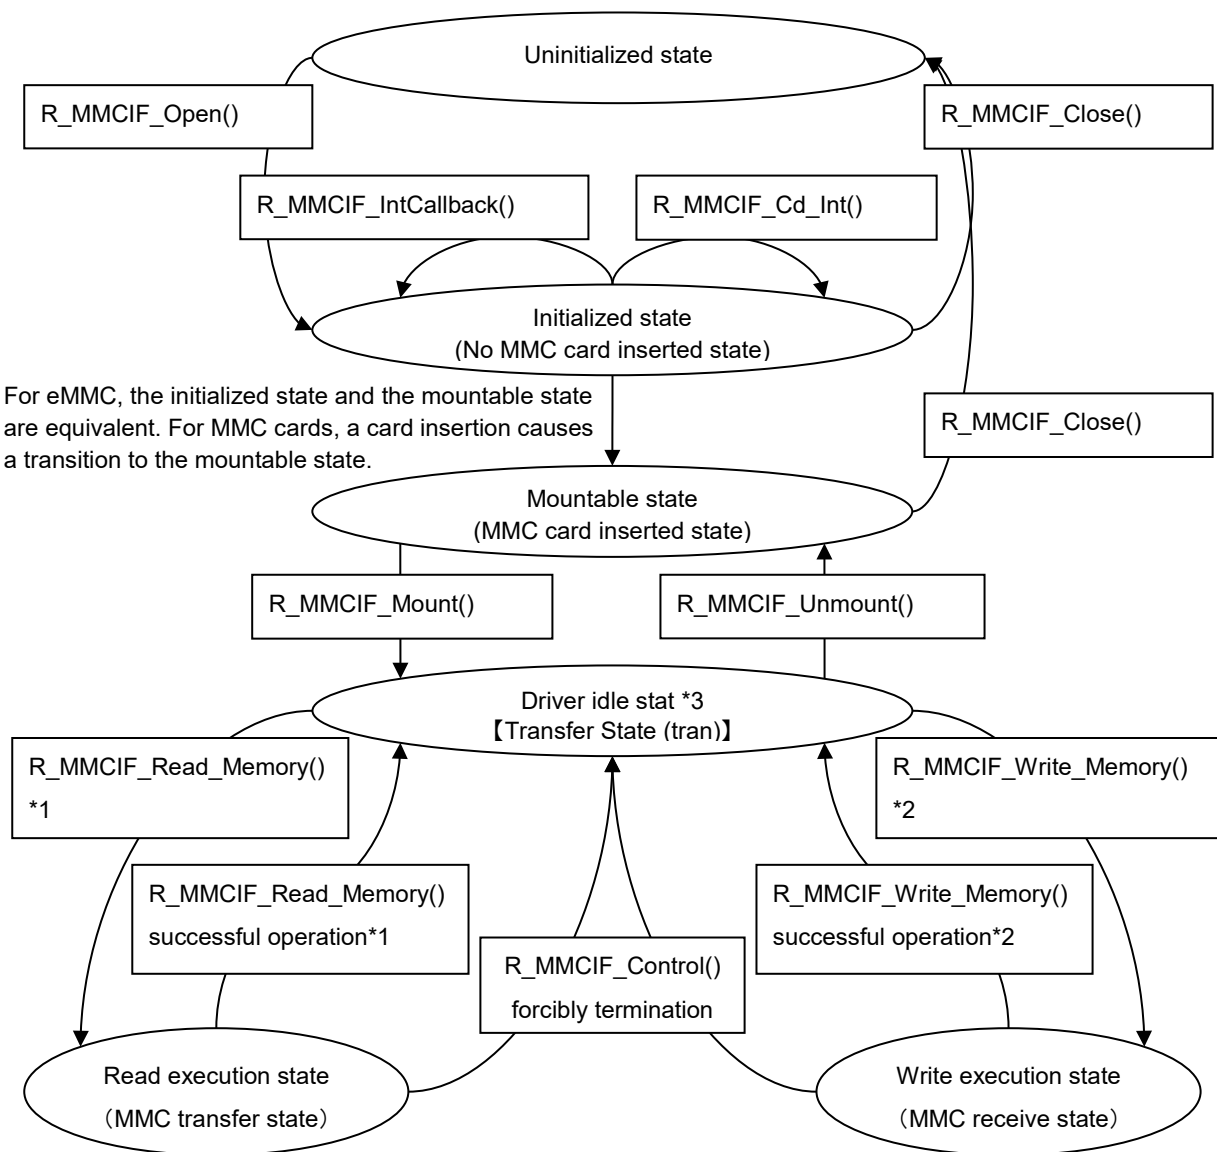 Uninitialized state
R_MMCIF_Open()
R_MMCIF_Close()
R_MMCIF_IntCallback()
R_MMCIF_Cd_Int()
Initialized state
(No MMC card inserted state)
For eMMC, the initialized state and the mountable state
are equivalent. For MMC cards, a card insertion causes
a transition to the mountable state.
R_MMCIF_Close()
Mountable state
(MMC card inserted state)
R_MMCIF_Mount()
R_MMCIF_Unmount()
Driver idle stat *3
【Transfer State (tran)】
R_MMCIF_Read_Memory()
*1
R_MMCIF_Write_Memory()
*2
R_MMCIF_Read_Memory()
successful operation*1
R_MMCIF_Write_Memory()
successful operation*2
R_MMCIF_Control()
forcibly termination
Read execution state
（MMC transfer state）
Write execution state
（MMC receive state）